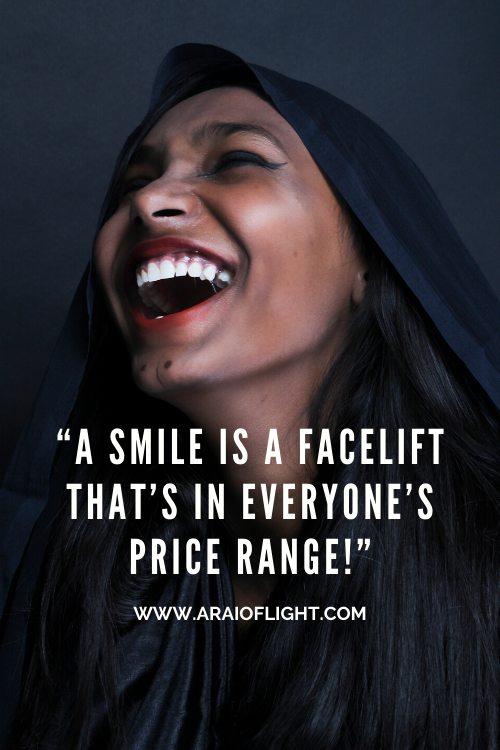 “A SMILE IS A FACELIFT
THAT’S IN EVERYONE’S
PRICE RANGE!”
WWW.ARAIOFLIGHT.COM